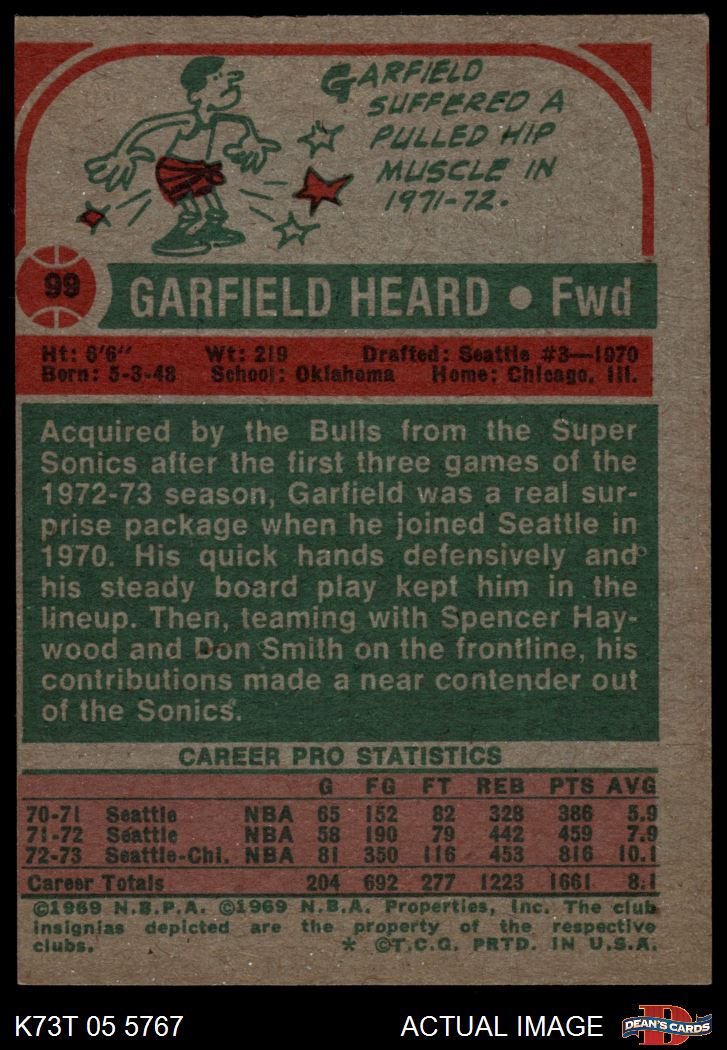 GARFIELD
SUFFERED A
PULLED HIP
MUSCLE IN
1971-72.
99
GARFIELD HEARD • Fwd
Ht: 6'6" Wt: 219 Drafted: Seattle #3—1970
Born: 5-3-48 School: Oklahoma Home: Chicago, Ill.
Acquired by the Bulls from the Super
Sonics after the first three games of the
1972-73 season, Garfield was a real sur-
prise package when he joined Seattle in
1970. His quick hands defensively and
his steady board play kept him in the
lineup. Then, teaming with Spencer Hay-
wood and Don Smith on the frontline, his
contributions made a near contender out
of the Sonics.
CAREER PRO STATISTICS
G FG FT REB PTS AVG
70-71 Seattle NBA 65 152 82 328 386 5.9
71-72 Seattle NBA 58 190 79 442 459 7.9
72-73 Seattle-Chi. NBA 81 350 116 453 816 10.1
Career Totals 204 692 277 1223 1661 8.1
©1969 N.B.P.A. ©1969 N.B.A. Properties, Inc. The club
insignias depicted are the property of the respective
clubs. * ©T.C.G. PRTD. IN U.S.A.
K73T 05 5767 ACTUAL IMAGE
D
DEAN'S CARDS